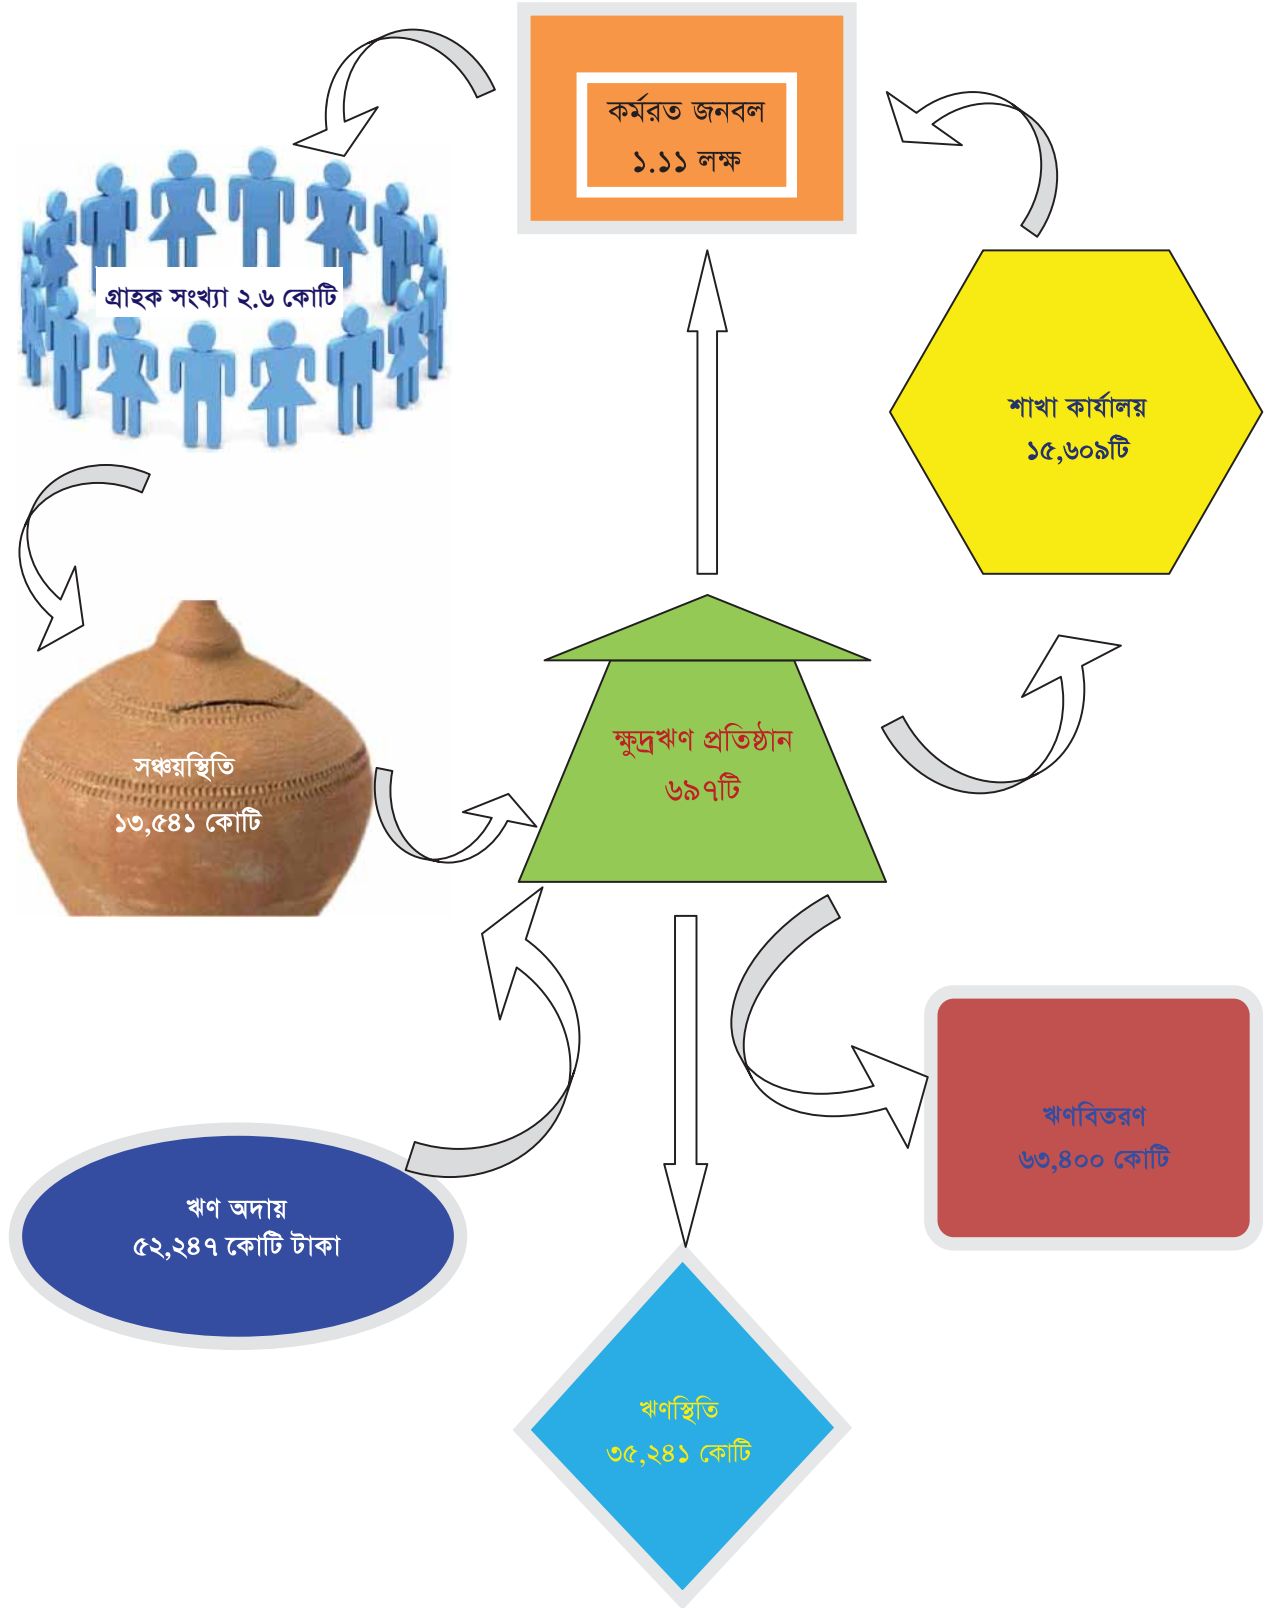 কর্মরত জনবল
১.১১ লক্ষ
গ্রাহক সংখ্যা ২.৬ কোটি
শাখা কার্যালয়
১৫,৬০৯টি
ক্ষুদ্রঋণ প্রতিষ্ঠান
৬৯৭টি
সঞ্চয়স্থিতি
১৩,৫৪১ কোটি
ঋণবিতরণ
৬৩,৪০০ কোটি
ঋণ অদায়
৫২,২৪৭ কোটি টাকা
ঋণস্থিতি
৩৫,২৪১ কোটি